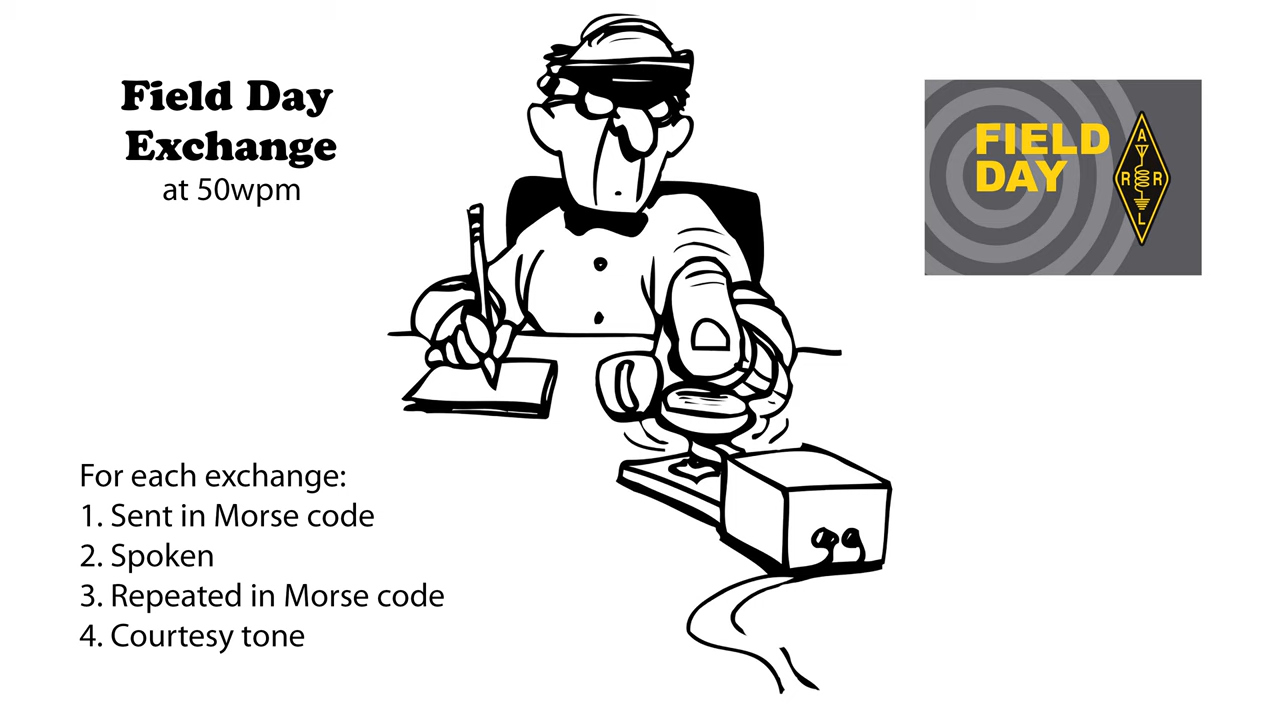 Field Day
Exchange
at 50wpm
FIELD
DAY
A
R R
L
For each exchange:
1. Sent in Morse code
2. Spoken
3. Repeated in Morse code
4. Courtesy tone